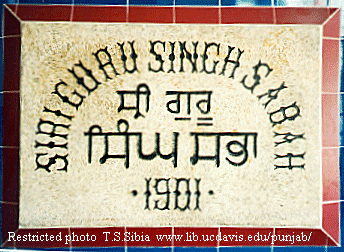 SIRI GURU SINGH SABAH
ਸ੍ਰੀ ਗੁਰੂ
ਸਿੰਘ ਸਭਾ
·1901·
Restricted photo T.S.Sibia www.lib.ucdavis.edu/punjab/